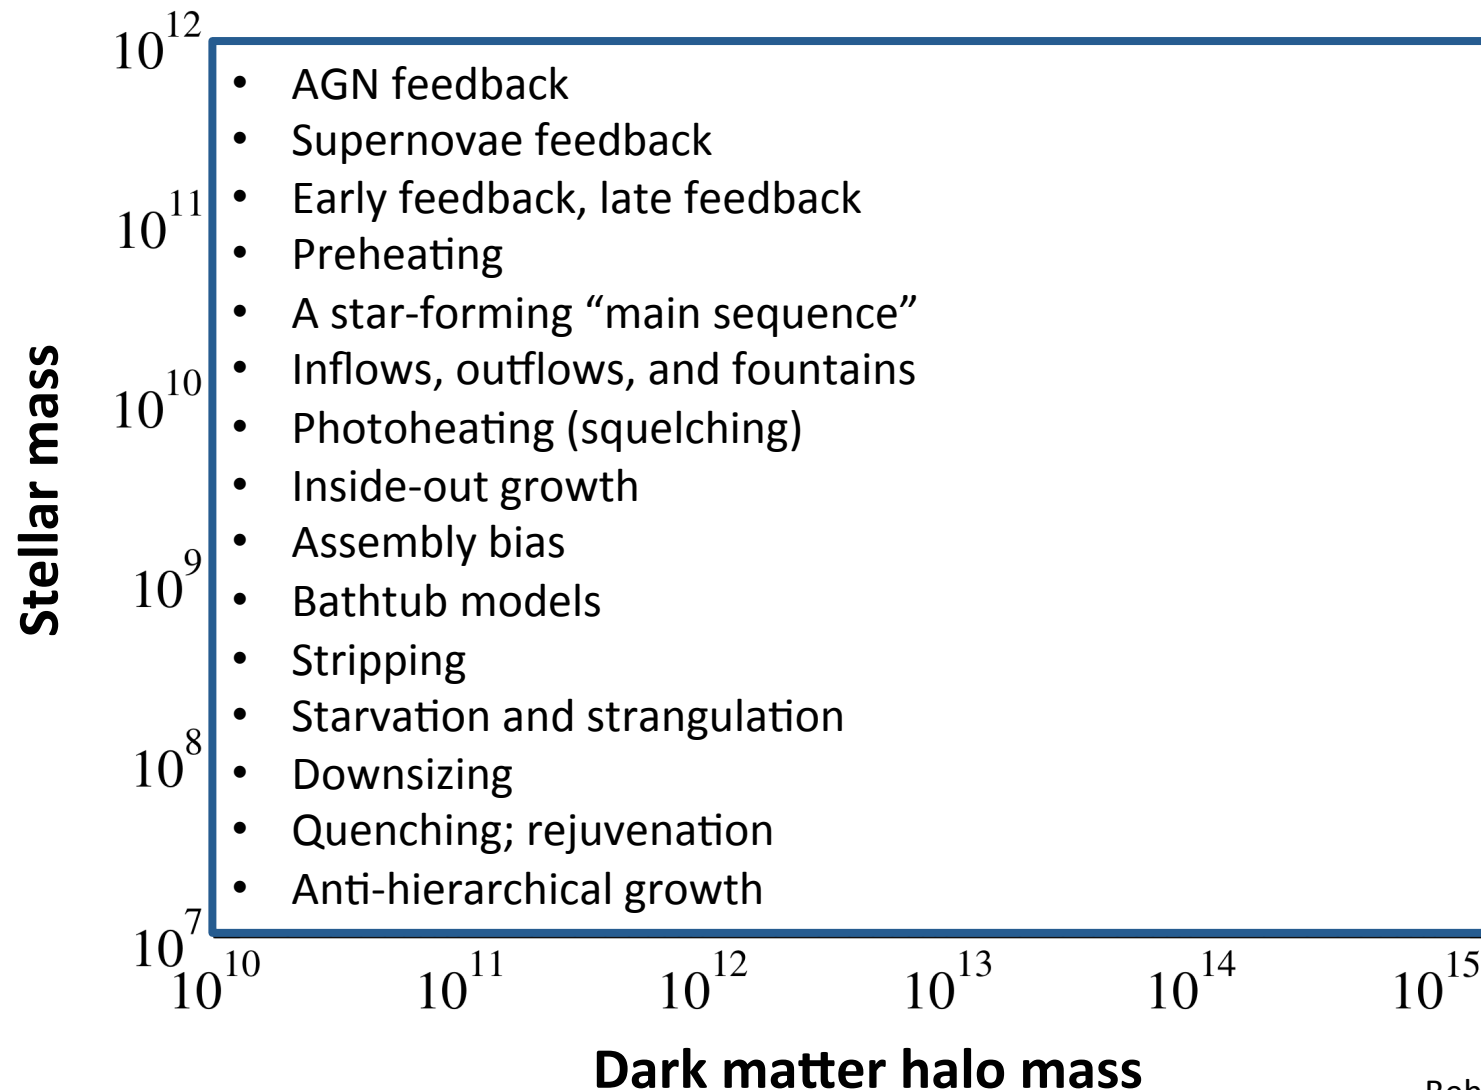 10^12
• AGN feedback
• Supernovae feedback
• Early feedback, late feedback
10^11
• Preheating
• A star-forming “main sequence”
• Inflows, outflows, and fountains
10^10
• Photoheating (squelching)
• Inside-out growth
• Assembly bias
10^9
• Bathtub models
• Stripping
• Starvation and strangulation
10^8
• Downsizing
• Quenching; rejuvenation
• Anti-hierarchical growth
10^7
Stellar mass
10^10 10^11 10^12 10^13 10^14 10^15
Dark matter halo mass